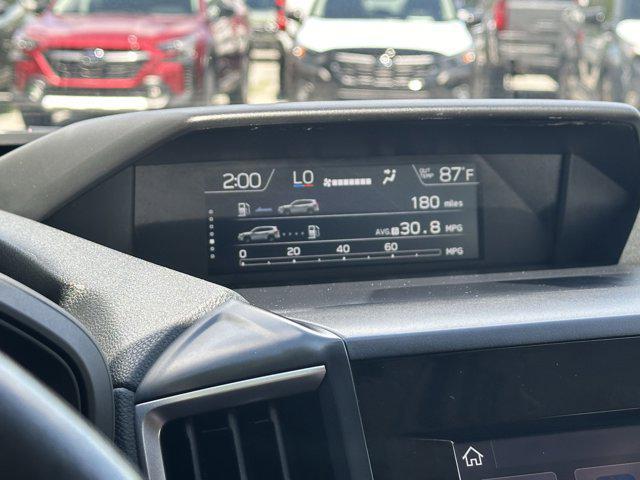 2:00 LO OUT TEMP 87°F
180 miles
AVG. 30.8 MPG
0 20 40 60 MPG